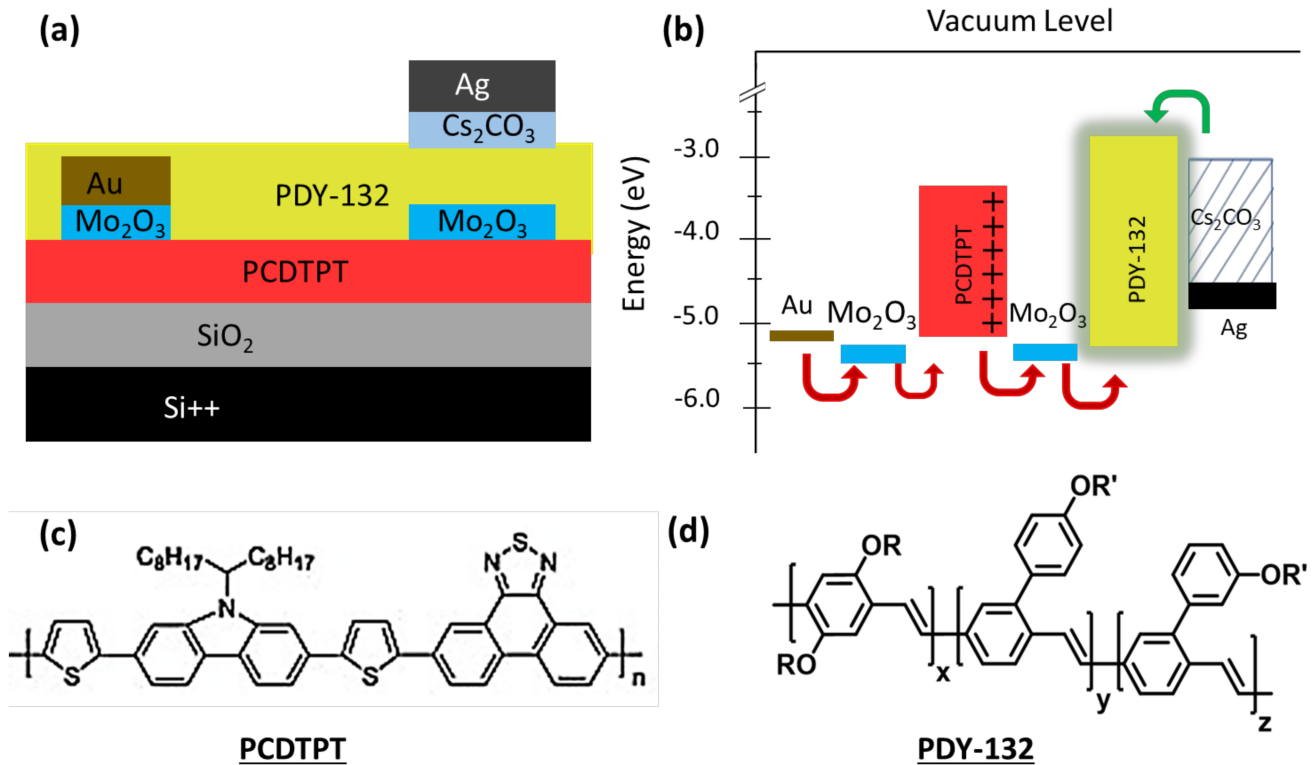 (a)
Ag
Cs₂CO₃
Au
PDY-132
Mo₂O₃
Mo₂O₃
PCDTPT
SiO₂
Si++
(b)
Vacuum Level
Energy (eV)
-3.0
-4.0
-5.0
-6.0
Au
Mo₂O₃
PCDTPT
++++++
Mo₂O₃
PDY-132
Cs₂CO₃
Ag
(c)
C₈H₁₇
C₈H₁₇
N
S
S
N
S
N
n
PCDTPT
(d)
OR
RO
x
OR'
y
OR'
z
PDY-132